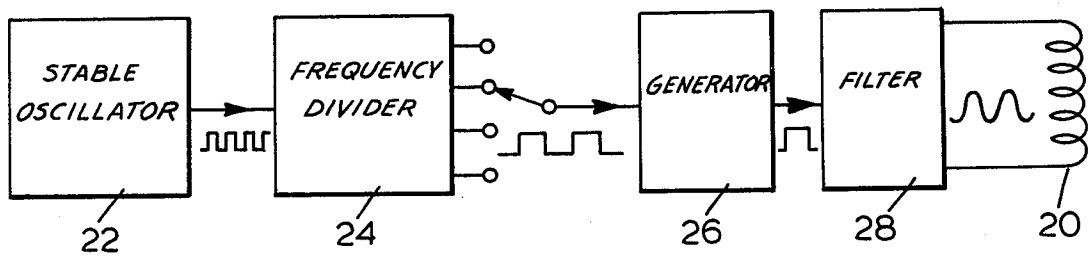 STABLE
OSCILLATOR
FREQUENCY
DIVIDER
GENERATOR
FILTER
22
24
26
28
20